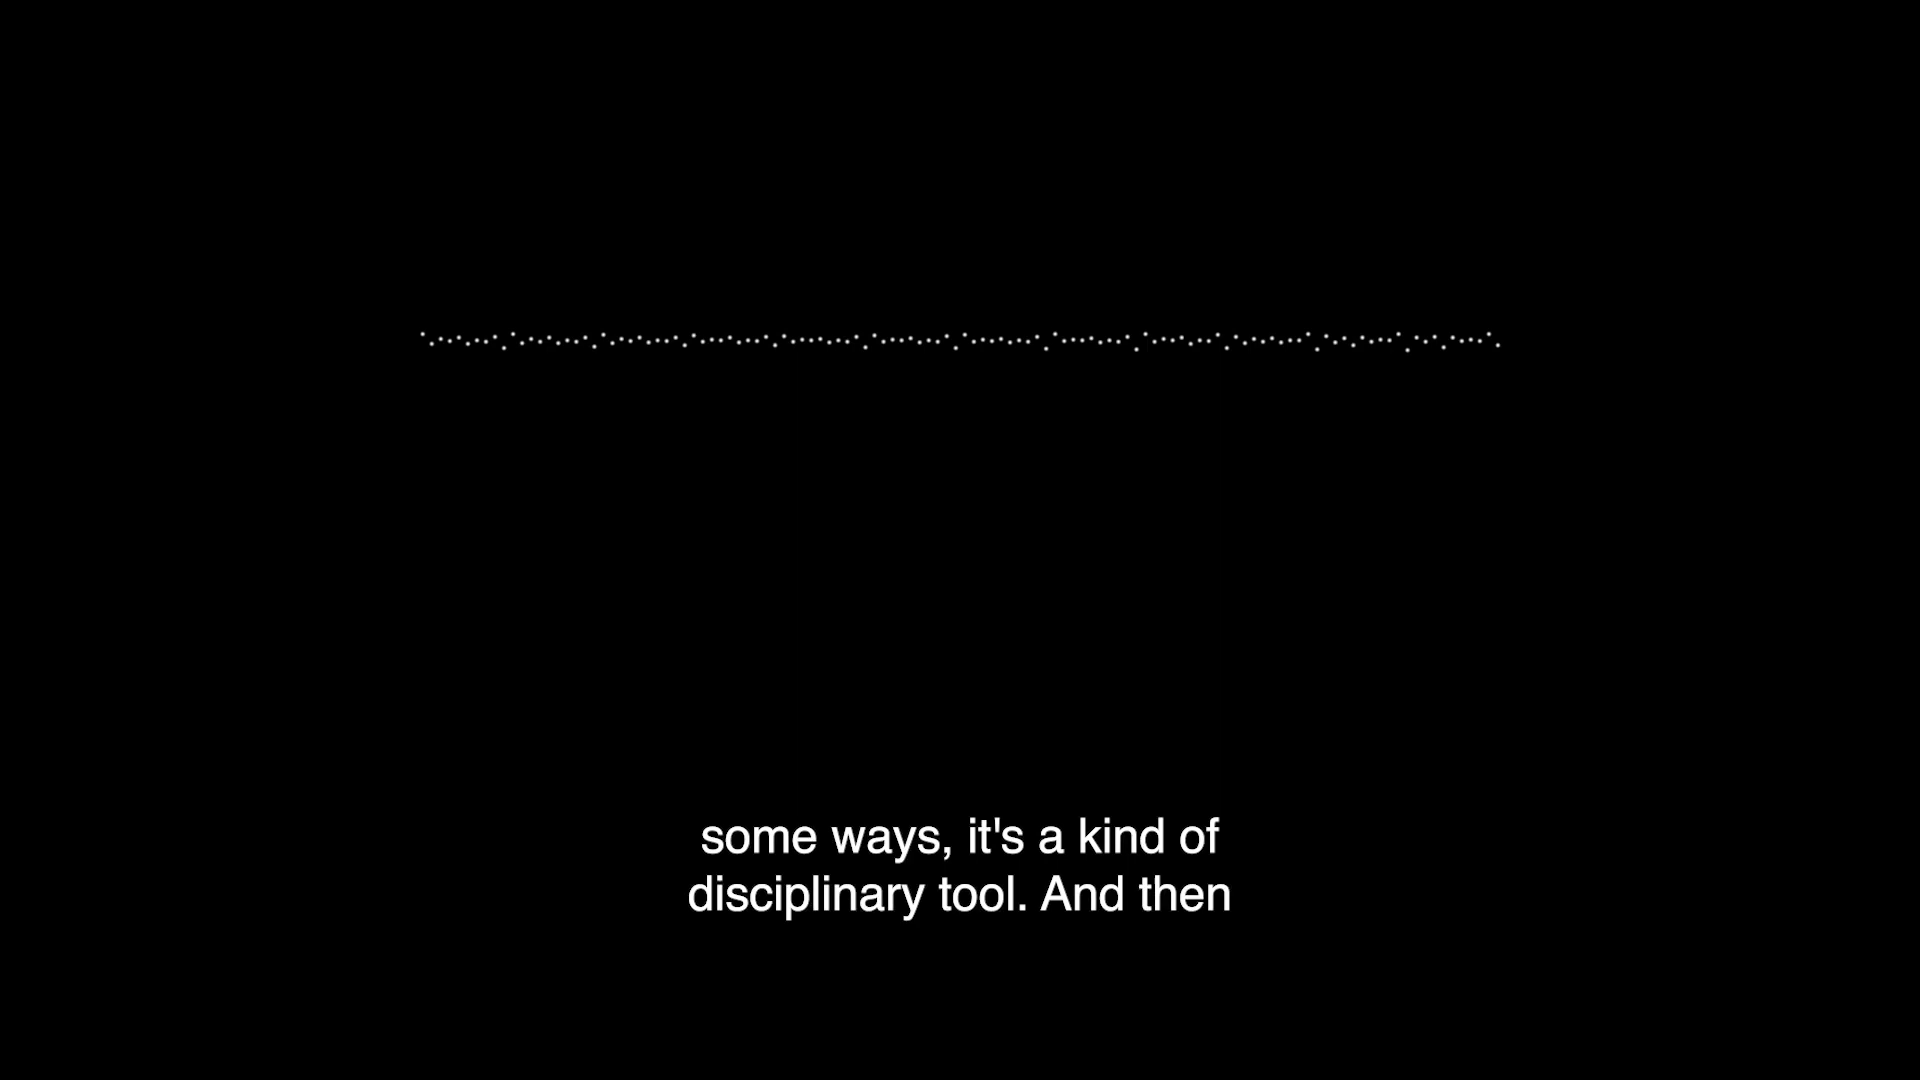 some ways, it's a kind of
disciplinary tool. And then